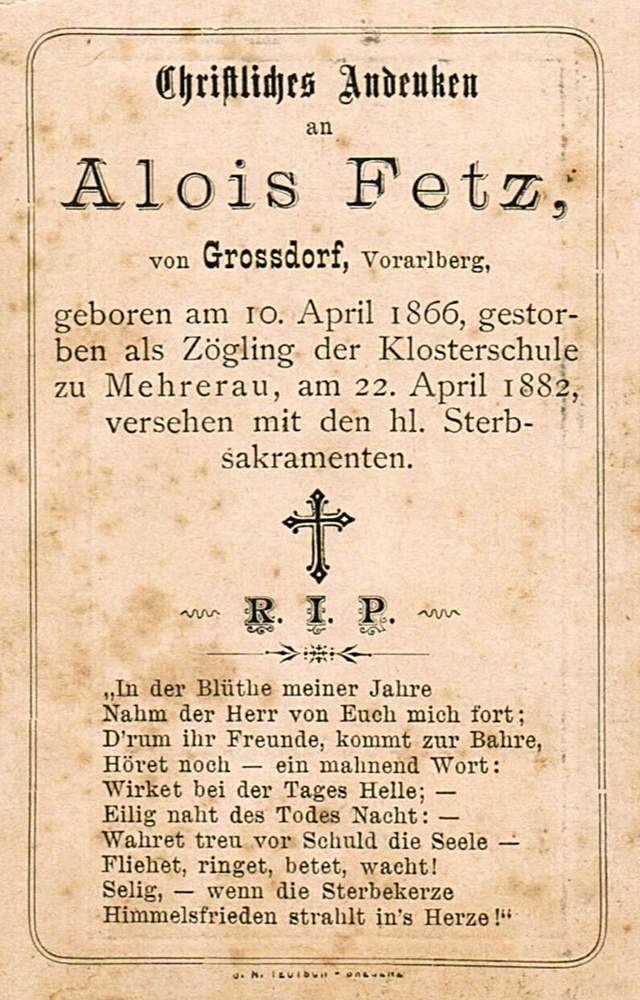 Christliches Andenken
an
Alois Fetz,
von Grossdorf, Vorarlberg,
geboren am 10. April 1866, gestor-
ben als Zögling der Klosterschule
zu Mehrerau, am 22. April 1882,
versehen mit den hl. Sterb-
sakramenten.
R. I. P.
„In der Blüthe meiner Jahre
Nahm der Herr von Euch mich fort;
D'rum ihr Freunde, kommt zur Bahre,
Höret noch — ein mahnend Wort:
Wirket bei der Tages Helle; —
Eilig naht des Todes Nacht: —
Wahret treu vor Schuld die Seele —
Fliehet, ringet, betet, wacht!
Selig, — wenn die Sterbekerze
Himmelsfrieden strahlt in's Herze!“